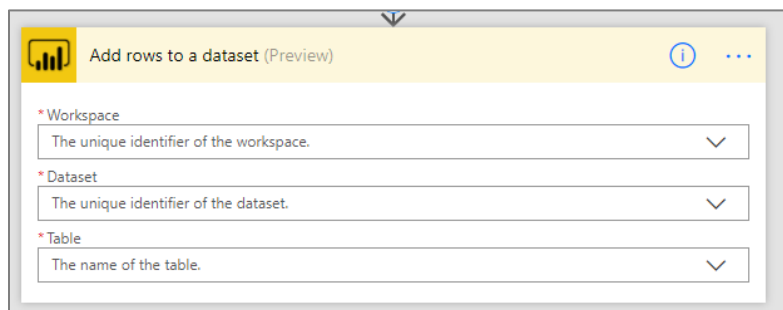 Add rows to a dataset (Preview)
* Workspace
The unique identifier of the workspace.
* Dataset
The unique identifier of the dataset.
* Table
The name of the table.